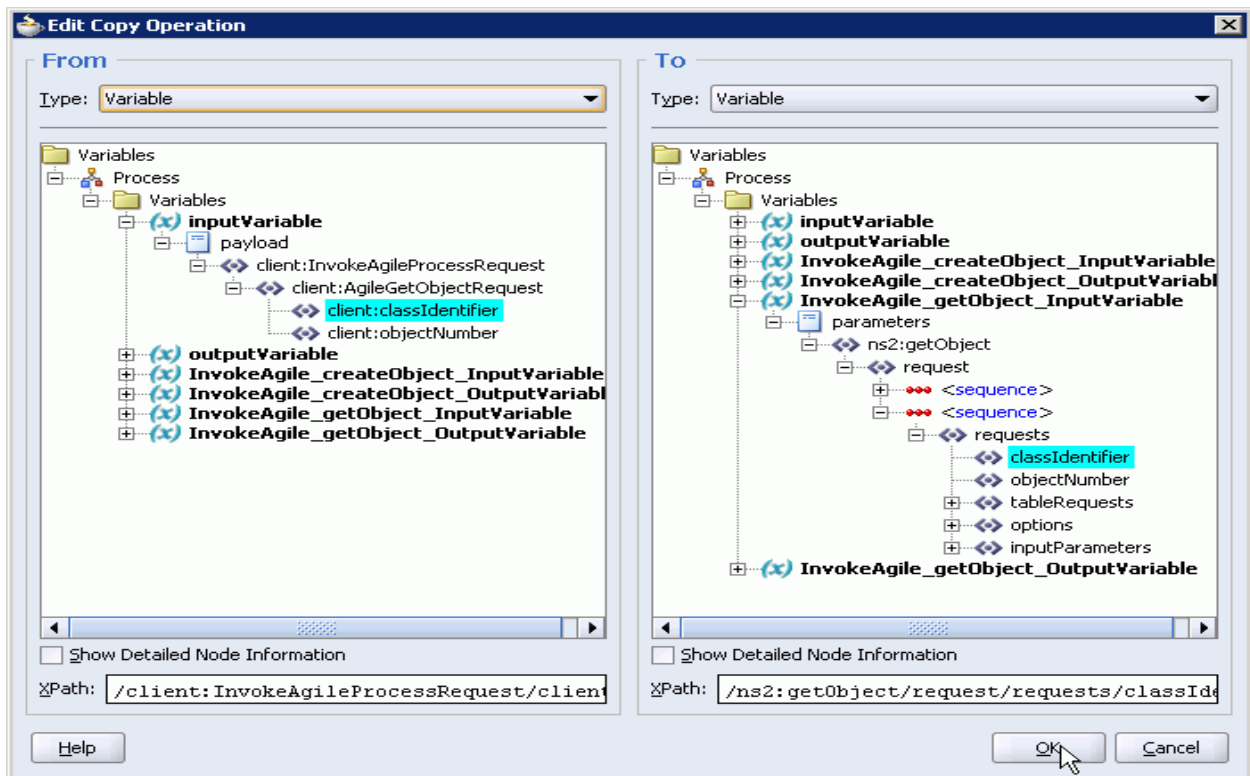 Edit Copy Operation
From
Type: Variable
Variables
Process
Variables
(x) inputVariable
payload
client:InvokeAgileProcessRequest
client:AgileGetObjectRequest
client:classIdentifier
client:objectNumber
(x) outputVariable
(x) InvokeAgile_createObject_InputVariable
(x) InvokeAgile_createObject_OutputVariabl
(x) InvokeAgile_getObject_InputVariable
(x) InvokeAgile_getObject_OutputVariable
Show Detailed Node Information
XPath: /client:InvokeAgileProcessRequest/client
To
Type: Variable
Variables
Process
Variables
(x) inputVariable
(x) outputVariable
(x) InvokeAgile_createObject_InputVariable
(x) InvokeAgile_createObject_OutputVariabl
(x) InvokeAgile_getObject_InputVariable
parameters
ns2:getObject
request
<sequence>
<sequence>
requests
classIdentifier
objectNumber
tableRequests
options
inputParameters
(x) InvokeAgile_getObject_OutputVariable
Show Detailed Node Information
XPath: /ns2:getObject/request/requests/classIde
Help
OK
Cancel